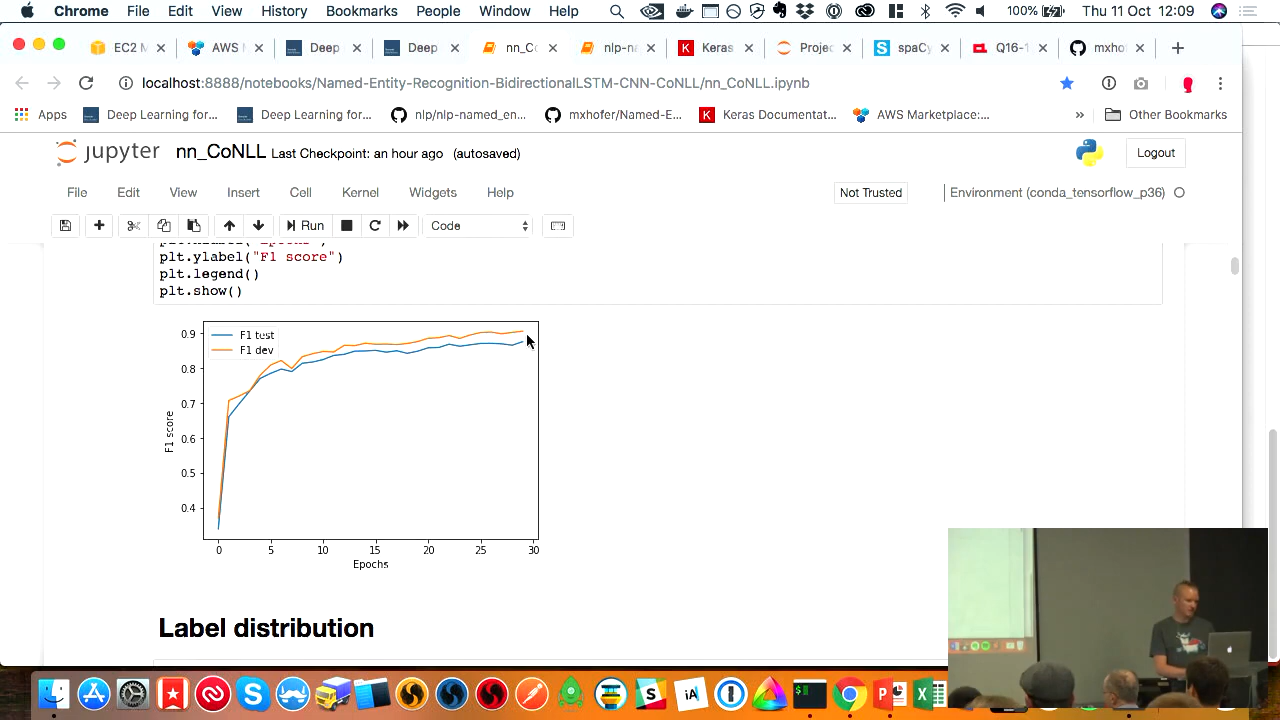 Chrome File Edit View History Bookmarks People Window Help 100% Thu 11 Oct 12:09
EC2 M AWS M Deep Deep nn_Co nlp-na Keras Projec spaCy Q16-1 mxhof
localhost:8888/notebooks/Named-Entity-Recognition-BidirectionalLSTM-CNN-CoNLL/nn_CoNLL.ipynb
Apps Deep Learning for... Deep Learning for... nlp/nlp-named_en... mxhofer/Named-E... Keras Documentat... AWS Marketplace:... » Other Bookmarks
jupyter nn_CoNLL Last Checkpoint: an hour ago (autosaved) Logout
File Edit View Insert Cell Kernel Widgets Help Not Trusted Environment (conda_tensorflow_p36)
Run Code
plt.ylabel("F1 score")
plt.legend()
plt.show()
F1 test
F1 dev
0.9
0.8
0.7
0.6
0.5
0.4
F1 score
0 5 10 15 20 25 30
Epochs
Label distribution